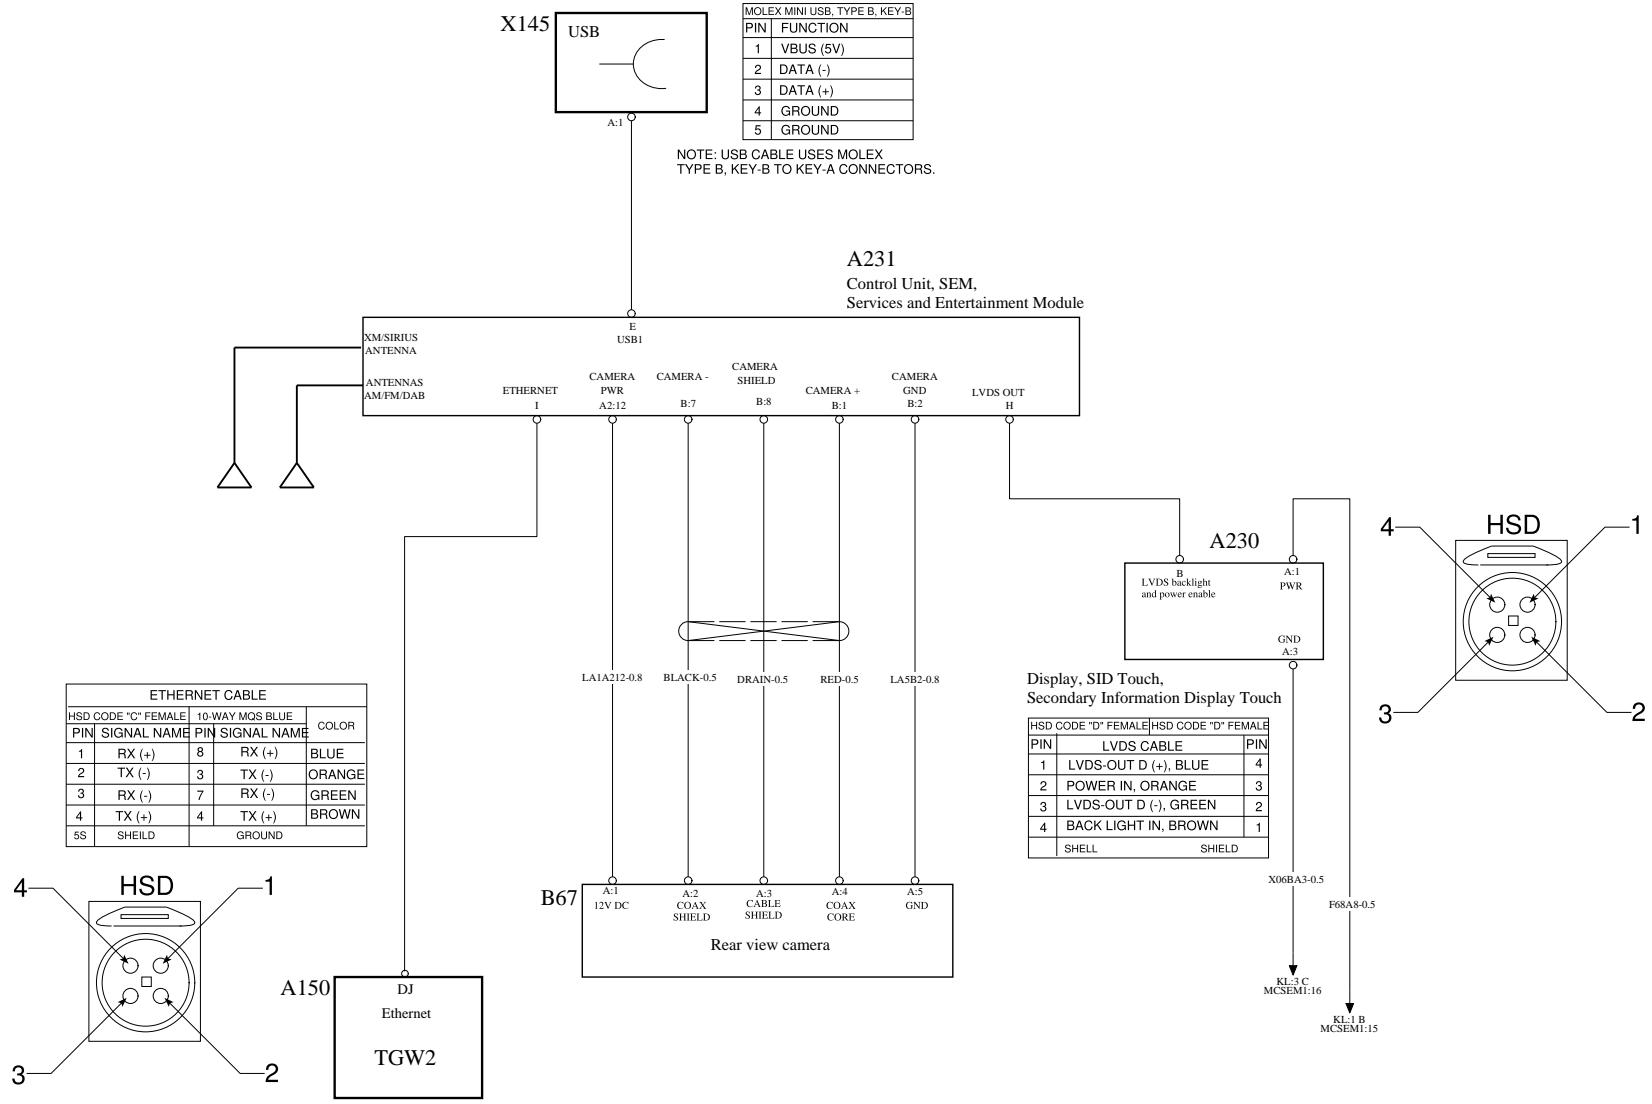 X145
USB
A:1
MOLEX MINI USB, TYPE B, KEY-B
PIN FUNCTION
1 VBUS (5V)
2 DATA (-)
3 DATA (+)
4 GROUND
5 GROUND
NOTE: USB CABLE USES MOLEX
TYPE B, KEY-B TO KEY-A CONNECTORS.
A231
Control Unit, SEM,
Services and Entertainment Module
E
USB1
XM/SIRIUS
ANTENNA
ANTENNAS
AM/FM/DAB
ETHERNET
I
CAMERA
PWR
A2:12
CAMERA -
B:7
CAMERA
SHIELD
B:8
CAMERA +
B:1
CAMERA
GND
B:2
LVDS OUT
H
A230
B
LVDS backlight
and power enable
A:1
PWR
GND
A:3
Display, SID Touch,
Secondary Information Display Touch
HSD
4
1
3
2
LA1A212-0.8
BLACK-0.5
DRAIN-0.5
RED-0.5
LA5B2-0.8
ETHERNET CABLE
HSD CODE "C" FEMALE 10-WAY MQS BLUE COLOR
PIN SIGNAL NAME PIN SIGNAL NAME
1 RX (+) 8 RX (+) BLUE
2 TX (-) 3 TX (-) ORANGE
3 RX (-) 7 RX (-) GREEN
4 TX (+) 4 TX (+) BROWN
5S SHEILD GROUND
HSD CODE "D" FEMALE HSD CODE "D" FEMALE
PIN LVDS CABLE PIN
1 LVDS-OUT D (+), BLUE 4
2 POWER IN, ORANGE 3
3 LVDS-OUT D (-), GREEN 2
4 BACK LIGHT IN, BROWN 1
SHELL SHIELD
X06BA3-0.5
F68A8-0.5
KL:3 C
MCSEM1:16
KL:1 B
MCSEM1:15
HSD
4
1
3
2
B67
A:1
12V DC
A:2
COAX
SHIELD
A:3
CABLE
SHIELD
A:4
COAX
CORE
A:5
GND
Rear view camera
A150
DJ
Ethernet
TGW2